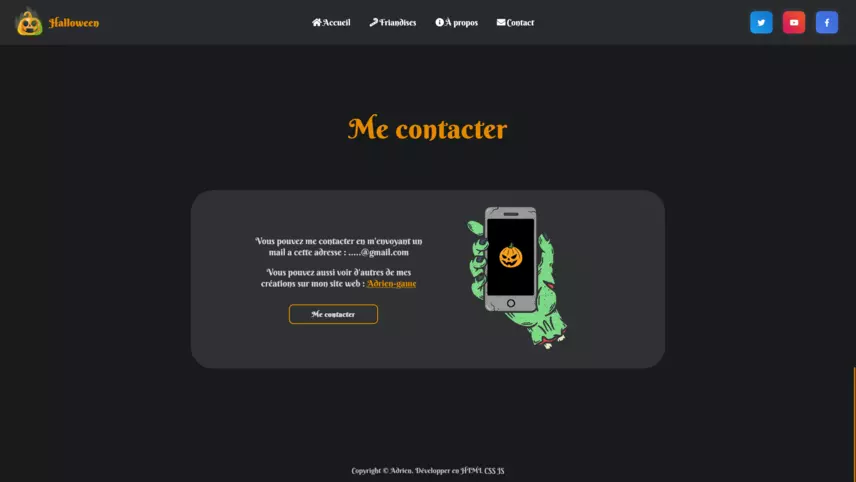 Halloween
Accueil
Friandises
À propos
Contact
Me contacter
Vous pouvez me contacter en m'envoyant un
mail a cette adresse : .....@gmail.com
Vous pouvez aussi voir d'autres de mes
créations sur mon site web : Adrien-game
Me contacter
Copyright © Adrien. Développer en HTML CSS JS